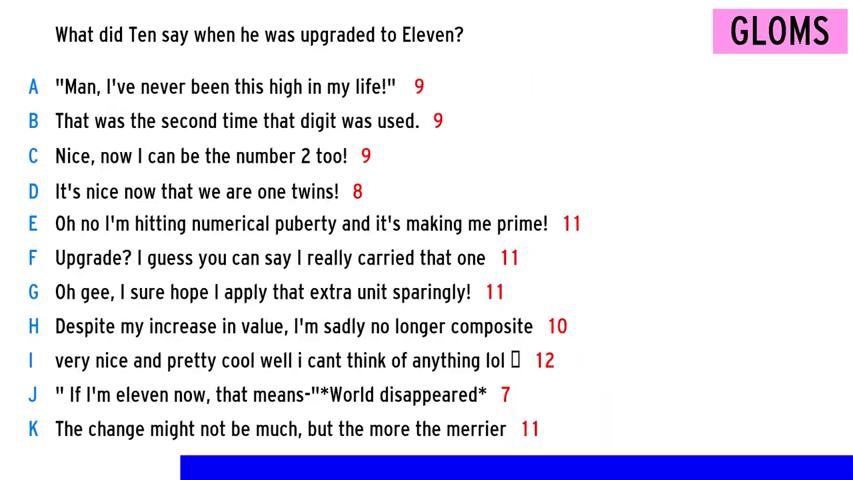 What did Ten say when he was upgraded to Eleven?
GLOMS
A "Man, I've never been this high in my life!" 9
B That was the second time that digit was used. 9
C Nice, now I can be the number 2 too! 9
D It's nice now that we are one twins! 8
E Oh no I'm hitting numerical puberty and it's making me prime! 11
F Upgrade? I guess you can say I really carried that one 11
G Oh gee, I sure hope I apply that extra unit sparingly! 11
H Despite my increase in value, I'm sadly no longer composite 10
I very nice and pretty cool well i cant think of anything lol 12
J " If I'm eleven now, that means-"*World disappeared* 7
K The change might not be much, but the more the merrier 11